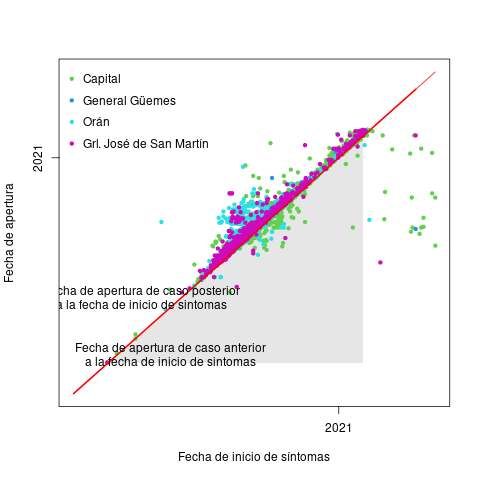 Capital
General Güemes
Orán
Grl. José de San Martín
2021
Fecha de apertura
cha de apertura de caso posterior
a la fecha de inicio de síntomas
Fecha de apertura de caso anterior
a la fecha de inicio de síntomas
2021
Fecha de inicio de síntomas